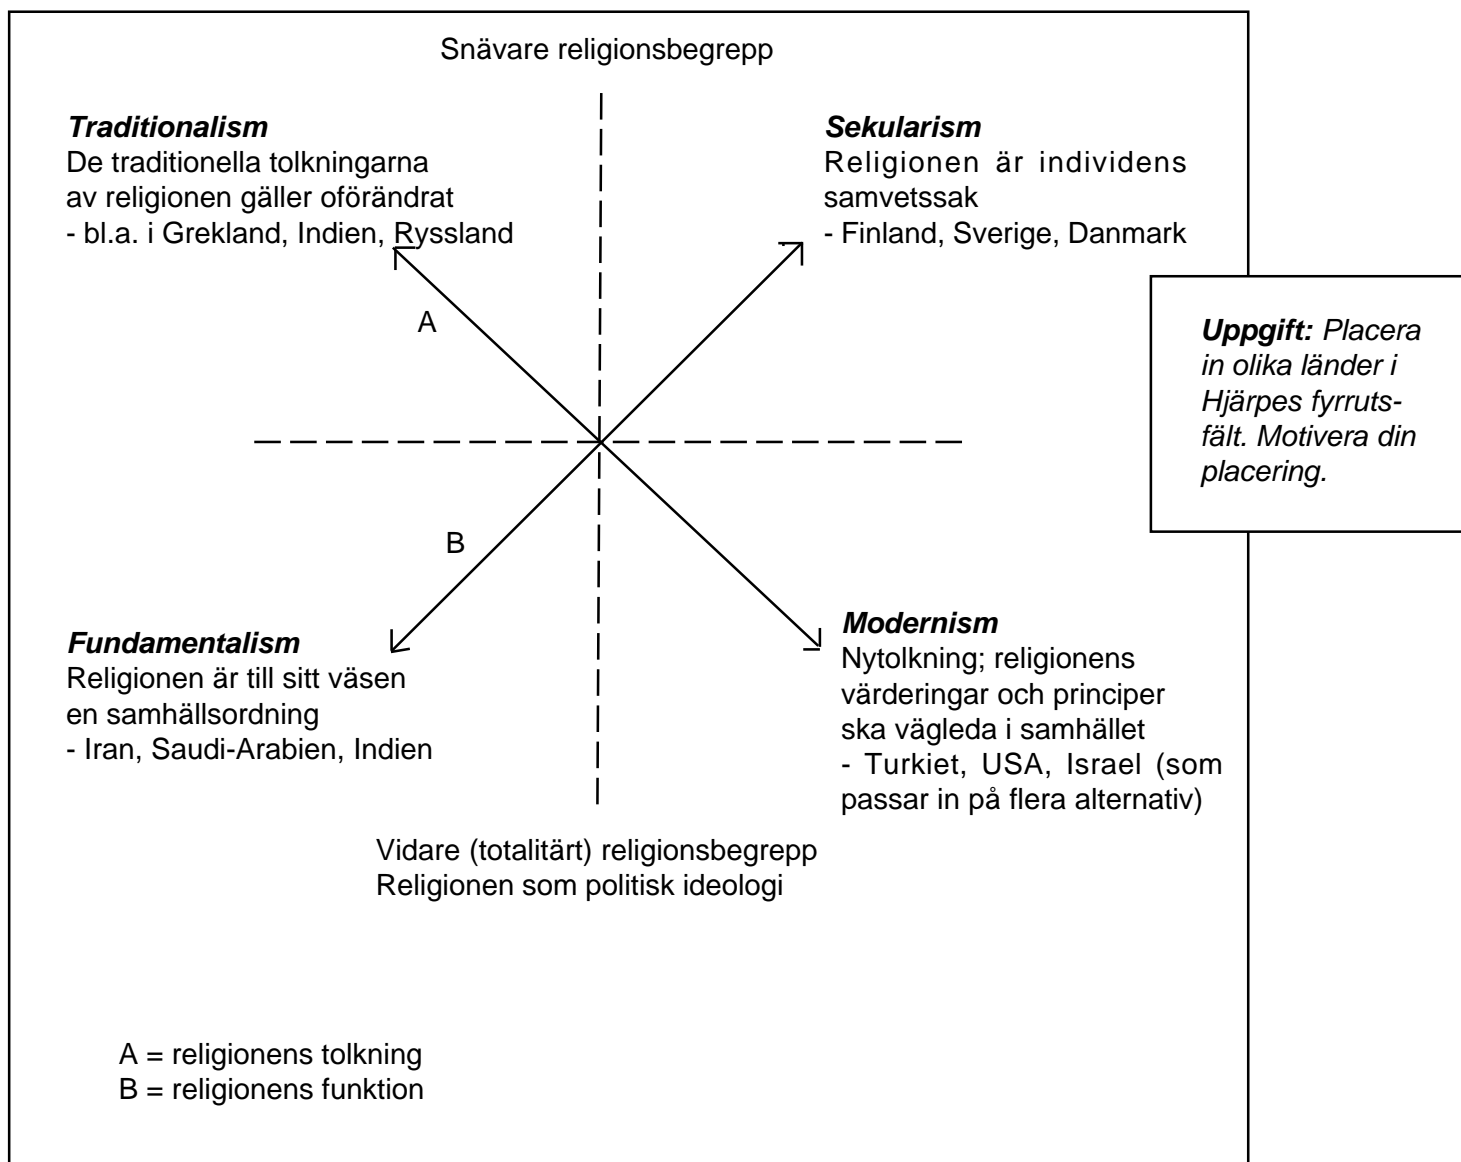 Snävare religionsbegrepp
Traditionalism
De traditionella tolkningarna
av religionen gäller oförändrat
- bl.a. i Grekland, Indien, Ryssland
Sekularism
Religionen är individens
samvetssak
- Finland, Sverige, Danmark
Uppgift: Placera
in olika länder i
Hjärpes fyrruts-
fält. Motivera din
placering.
A
B
Fundamentalism
Religionen är till sitt väsen
en samhällsordning
- Iran, Saudi-Arabien, Indien
Modernism
Nytolkning; religionens
värderingar och principer
ska vägleda i samhället
- Turkiet, USA, Israel (som
passar in på flera alternativ)
Vidare (totalitärt) religionsbegrepp
Religionen som politisk ideologi
A = religionens tolkning
B = religionens funktion